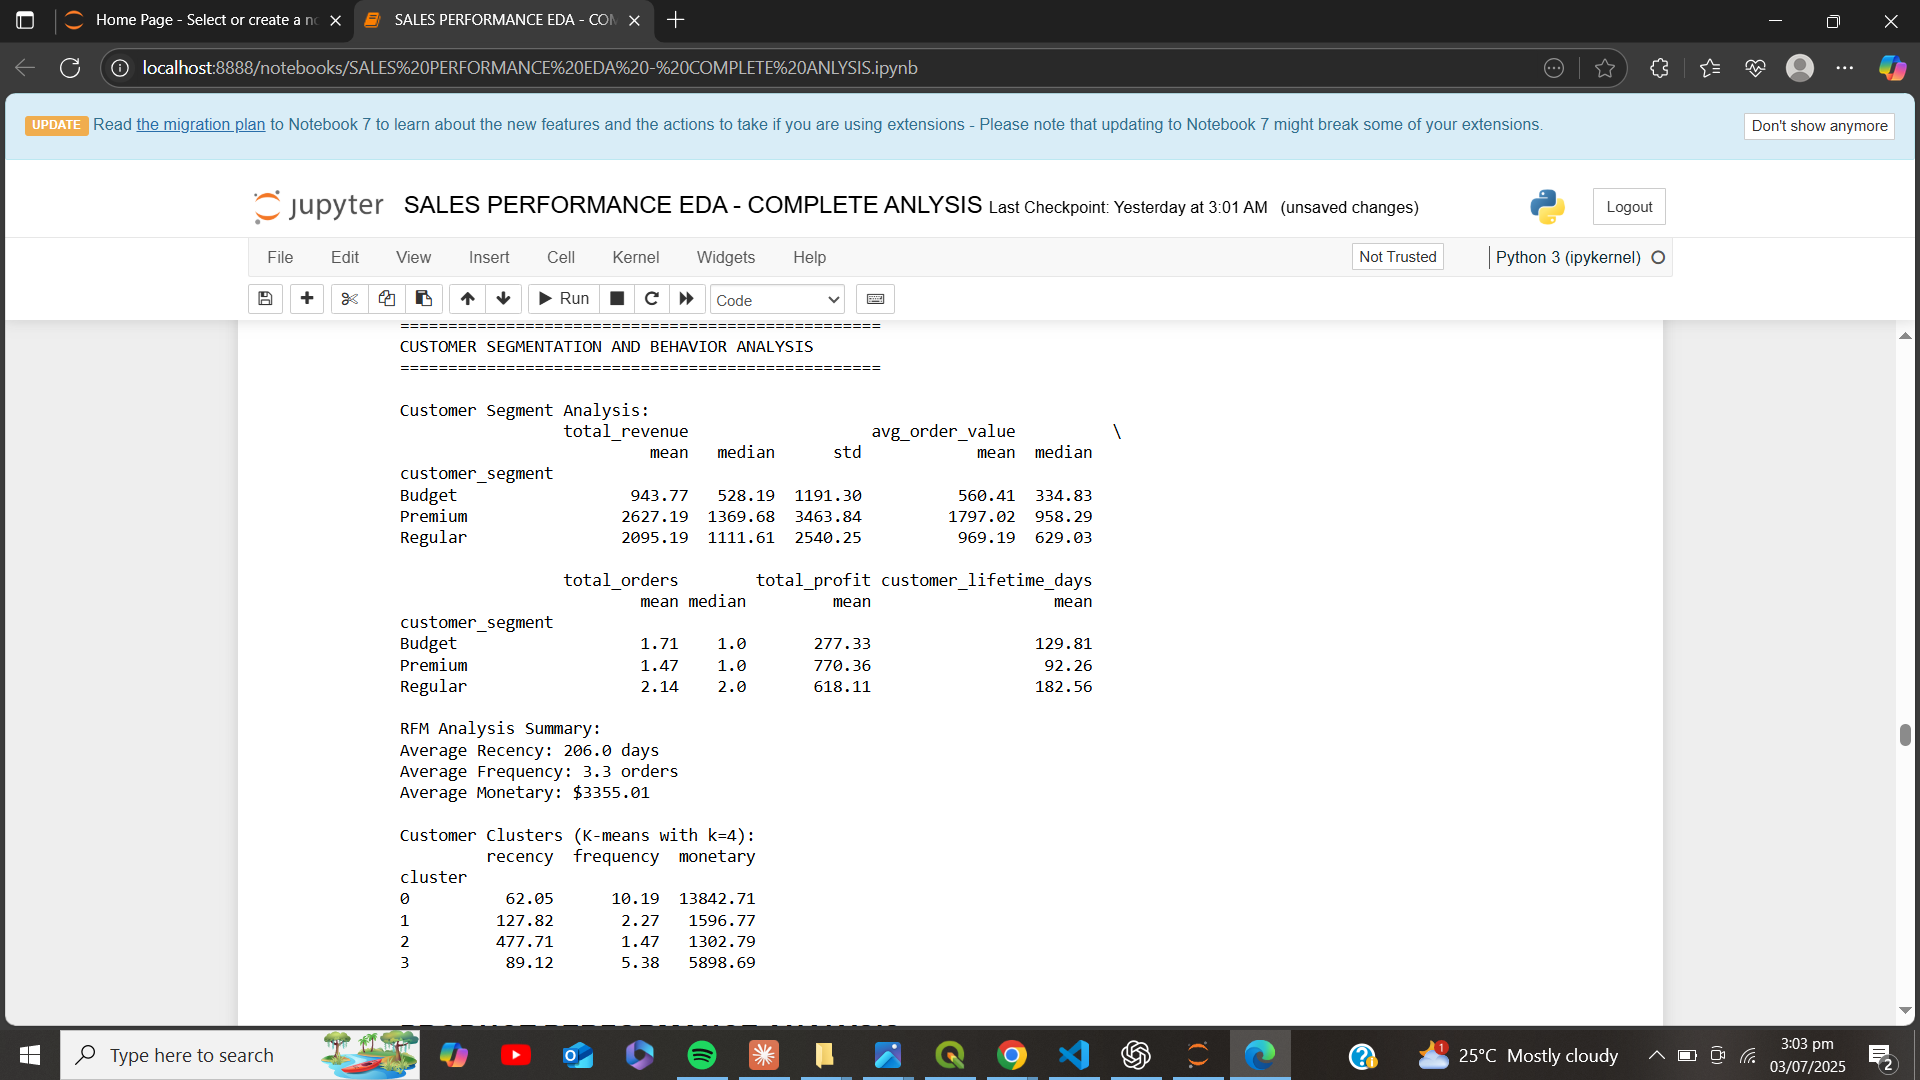 Home Page - Select or create a n
SALES PERFORMANCE EDA - CO
localhost:8888/notebooks/SALES%20PERFORMANCE%20EDA%20-%20COMPLETE%20ANLYSIS.ipynb
UPDATE Read the migration plan to Notebook 7 to learn about the new features and the actions to take if you are using extensions - Please note that updating to Notebook 7 might break some of your extensions.
Don't show anymore
jupyter SALES PERFORMANCE EDA - COMPLETE ANLYSIS Last Checkpoint: Yesterday at 3:01 AM (unsaved changes)
Logout
File Edit View Insert Cell Kernel Widgets Help
Not Trusted Python 3 (ipykernel)
Run Code
==================================================
CUSTOMER SEGMENTATION AND BEHAVIOR ANALYSIS
==================================================
Customer Segment Analysis:
total_revenue avg_order_value \
mean median std mean median
customer_segment
Budget 943.77 528.19 1191.30 560.41 334.83
Premium 2627.19 1369.68 3463.84 1797.02 958.29
Regular 2095.19 1111.61 2540.25 969.19 629.03
total_orders total_profit customer_lifetime_days
mean median mean mean
customer_segment
Budget 1.71 1.0 277.33 129.81
Premium 1.47 1.0 770.36 92.26
Regular 2.14 2.0 618.11 182.56
RFM Analysis Summary:
Average Recency: 206.0 days
Average Frequency: 3.3 orders
Average Monetary: $3355.01
Customer Clusters (K-means with k=4):
recency frequency monetary
cluster
0 62.05 10.19 13842.71
1 127.82 2.27 1596.77
2 477.71 1.47 1302.79
3 89.12 5.38 5898.69
Type here to search
1
25°C Mostly cloudy
3:03 pm
03/07/2025
2